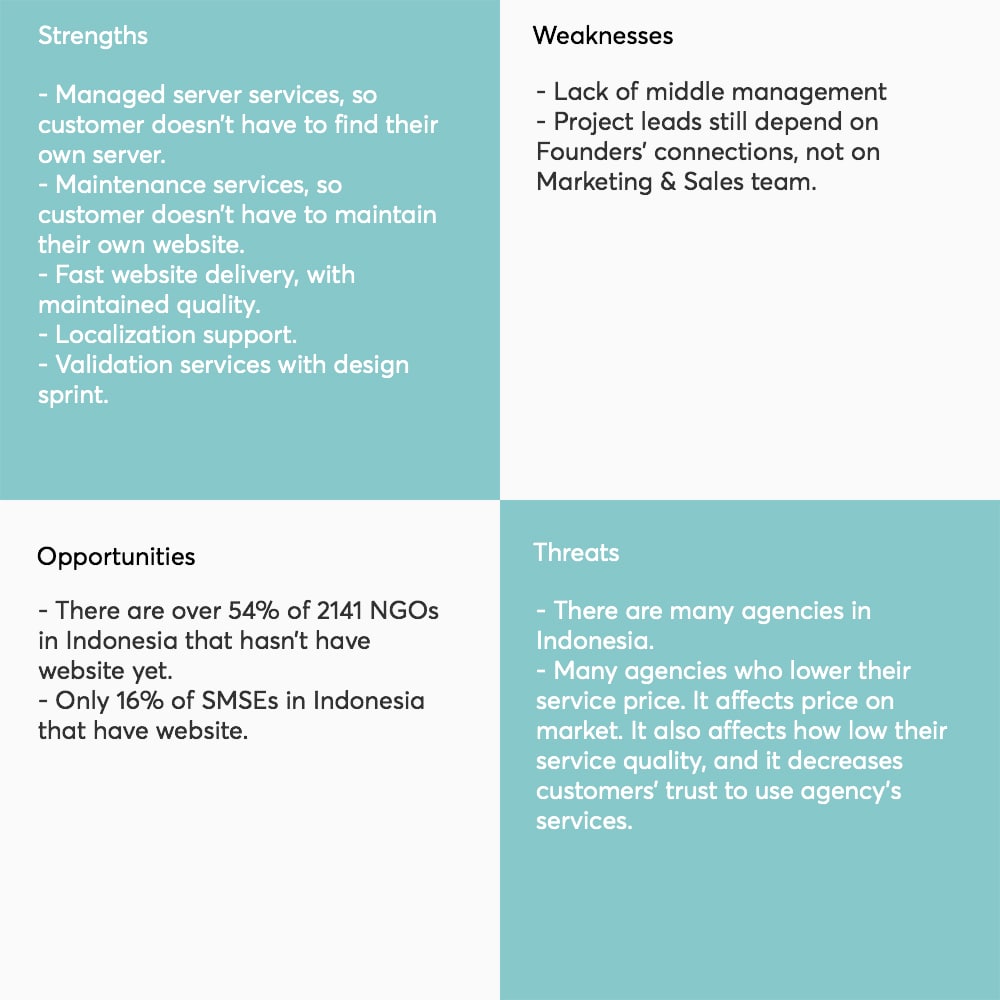 Strengths
- Managed server services, so
customer doesn't have to find their
own server.
- Maintenance services, so
customer doesn't have to maintain
their own website.
- Fast website delivery, with
maintained quality.
- Localization support.
- Validation services with design
sprint.
Weaknesses
- Lack of middle management
- Project leads still depend on
Founders' connections, not on
Marketing & Sales team.
Opportunities
- There are over 54% of 2141 NGOs
in Indonesia that hasn't have
website yet.
- Only 16% of SMSEs in Indonesia
that have website.
Threats
- There are many agencies in
Indonesia.
- Many agencies who lower their
service price. It affects price on
market. It also affects how low their
service quality, and it decreases
customers' trust to use agency's
services.